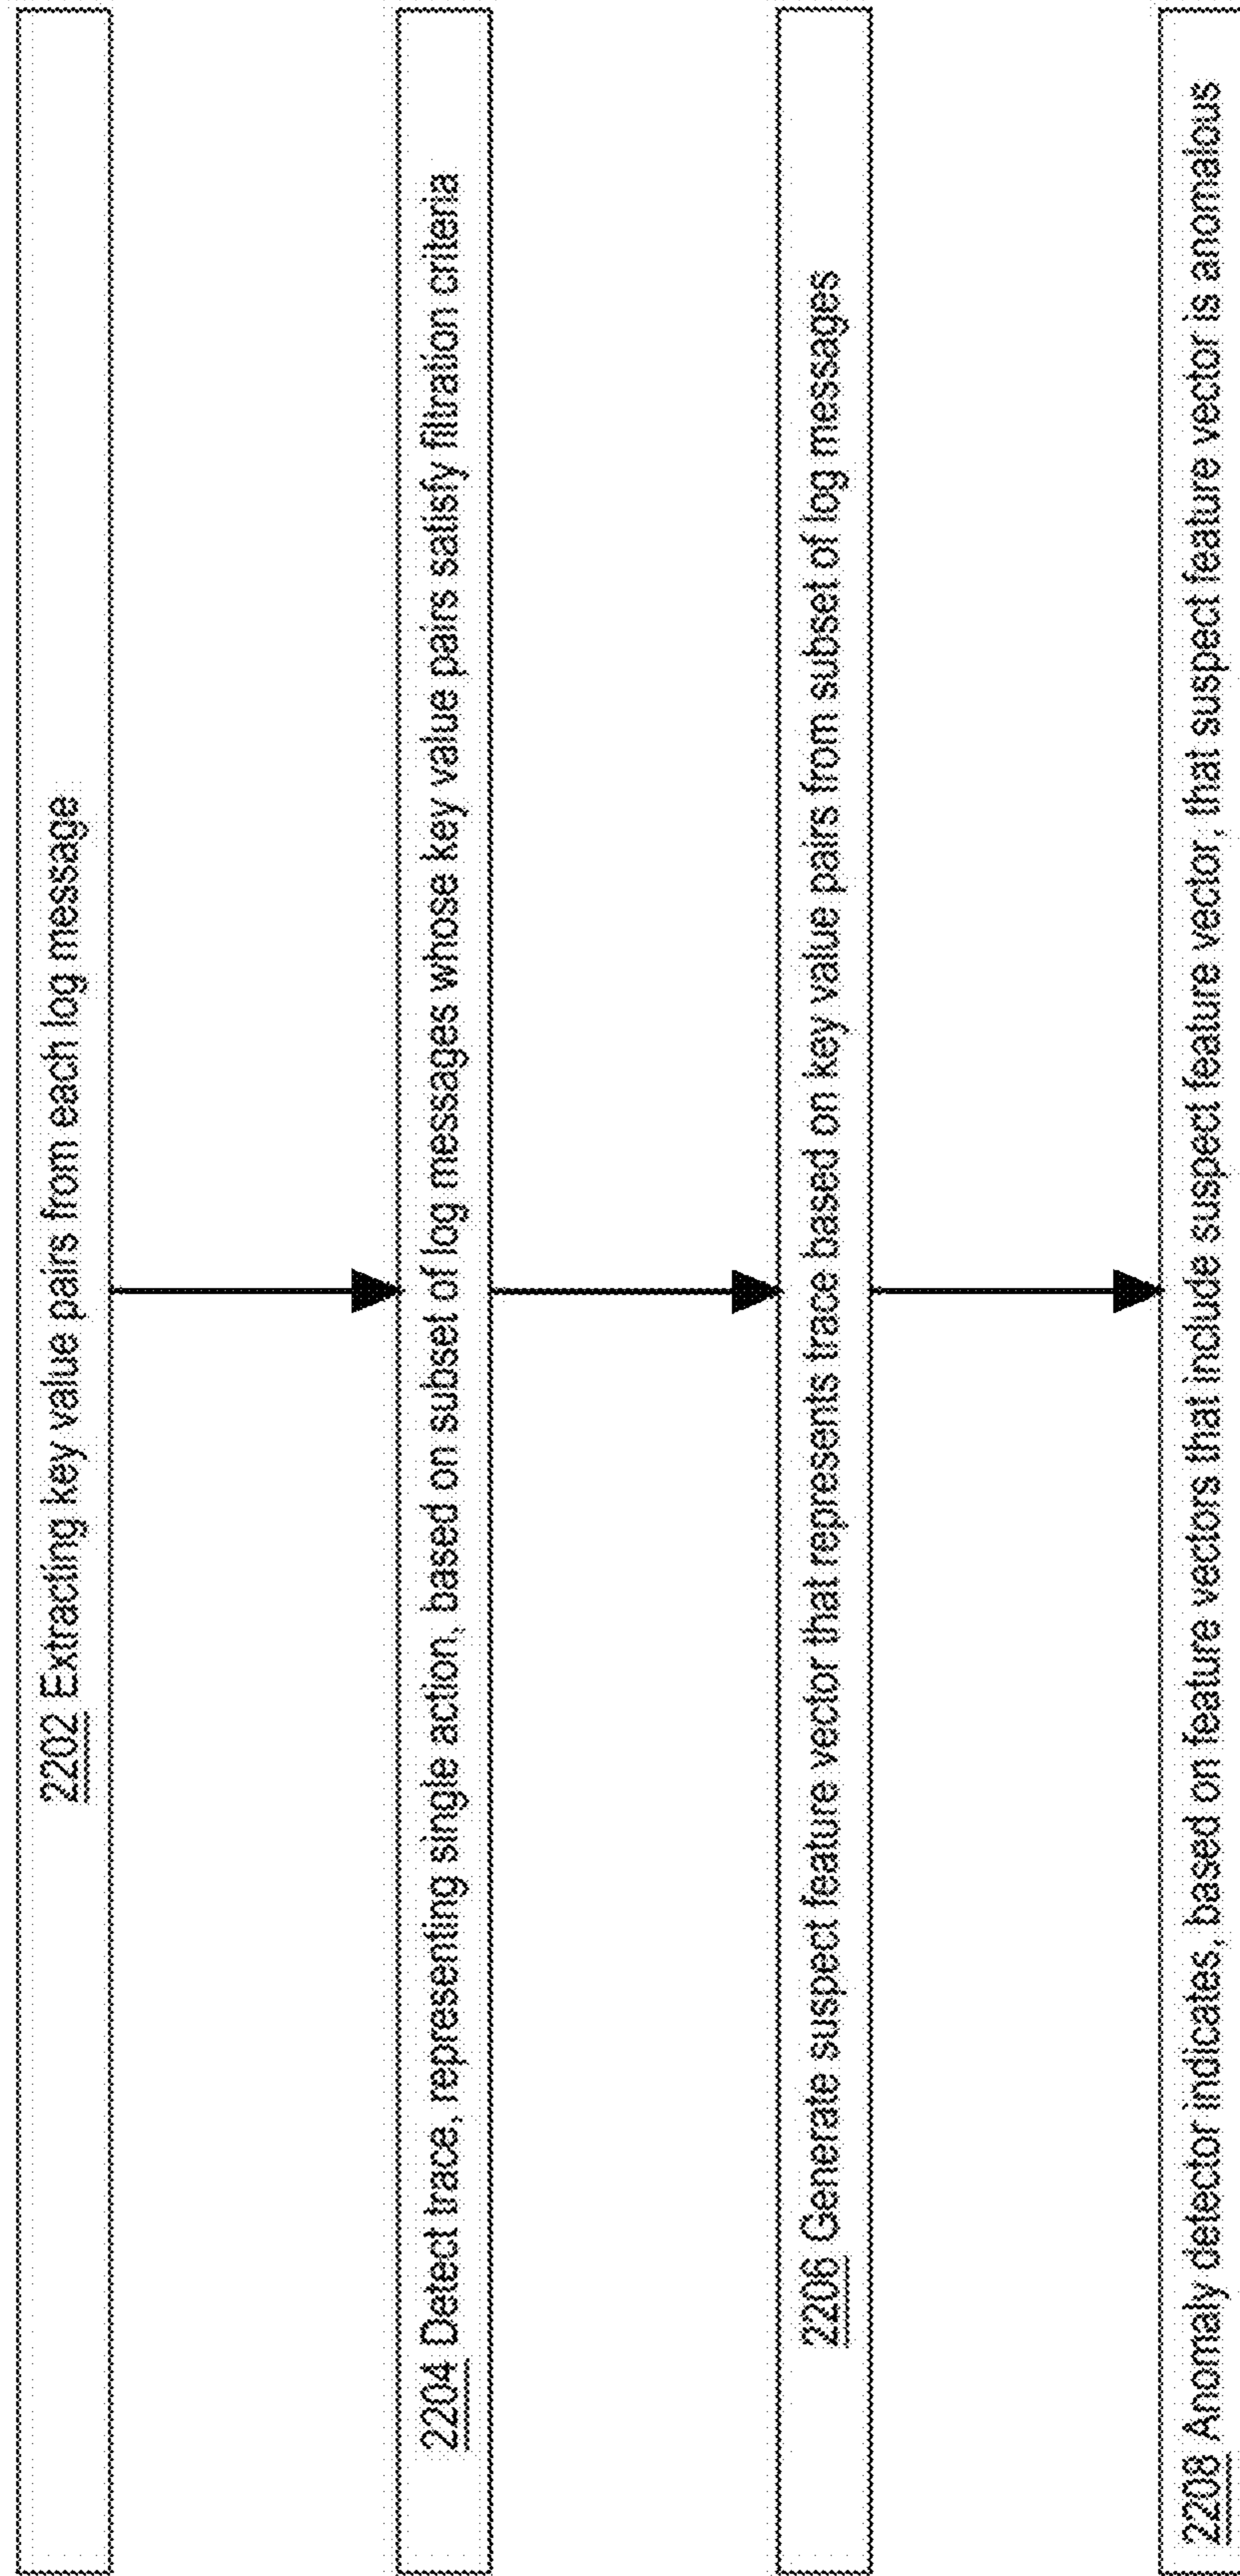 2202 Extracting key value pairs from each log message
2204 Detect trace, representing single action, based on subset of log messages whose key value pairs satisfy filtration criteria
2206 Generate suspect feature vector that represents trace based on key value pairs from subset of log messages
2208 Anomaly detector indicates, based on feature vectors that include suspect feature vector, that suspect feature vector is anomalous